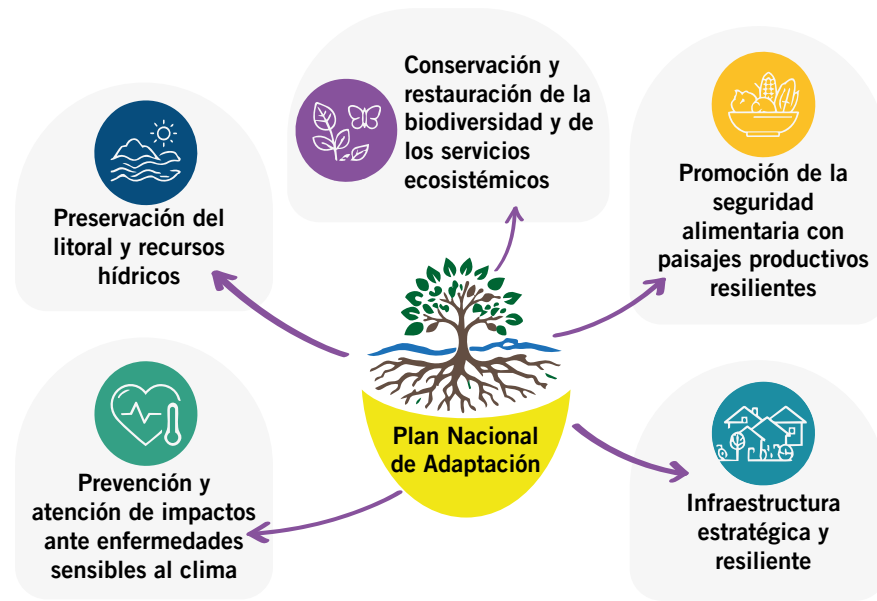 Conservación y
restauración de la
biodiversidad y de
los servicios
ecosistémicos
Preservación del
litoral y recursos
hídricos
Promoción de la
seguridad
alimentaria con
paisajes productivos
resilientes
Plan Nacional
de Adaptación
Prevención y
atención de impactos
ante enfermedades
sensibles al clima
Infraestructura
estratégica y
resiliente